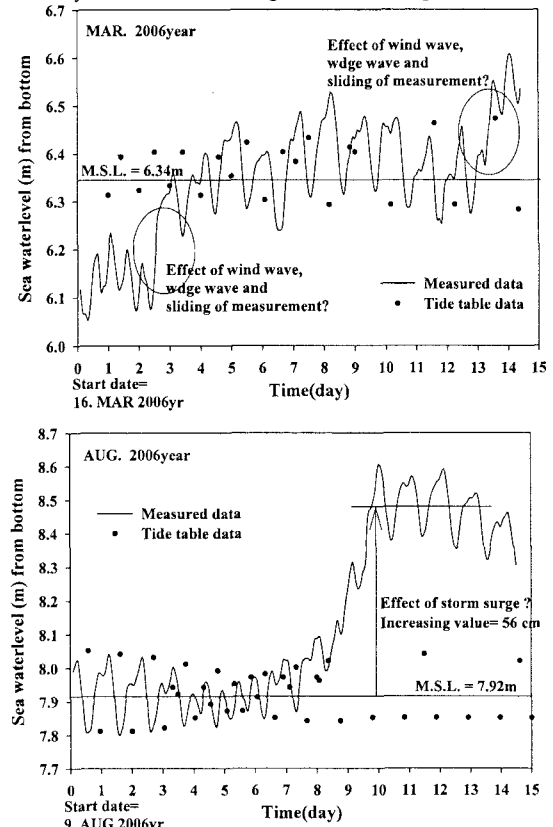 MAR. 2006year
Effect of wind wave,
wdge wave and
sliding of measurement?
M.S.L. = 6.34m
Effect of wind wave,
wdge wave and
sliding of measurement?
Measured data
Tide table data
Sea waterlevel (m) from bottom
6.6
6.5
6.4
6.3
6.2
6.1
6.0
0 1 2 3 4 5 6 7 8 9 10 11 12 13 14 15
Time(day)
Start date=
16. MAR 2006yr
AUG. 2006year
Measured data
Tide table data
Effect of storm surge ?
Increasing value= 56 cm
M.S.L. = 7.92m
Sea waterlevel (m) from bottom
8.7
8.6
8.5
8.4
8.3
8.2
8.1
8.0
7.9
7.8
7.7
0 1 2 3 4 5 6 7 8 9 10 11 12 13 14 15
Time(day)
Start date=
9. AUG 2006yr